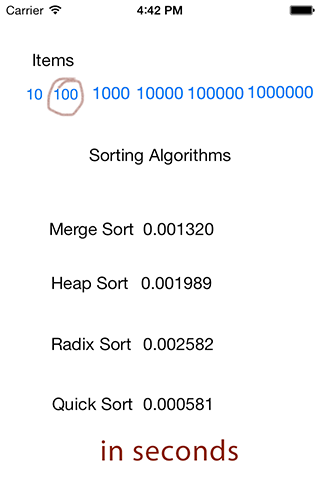 Carrier 4:42 PM
Items
10 100 1000 10000 100000 1000000
Sorting Algorithms
Merge Sort 0.001320
Heap Sort 0.001989
Radix Sort 0.002582
Quick Sort 0.000581
in seconds